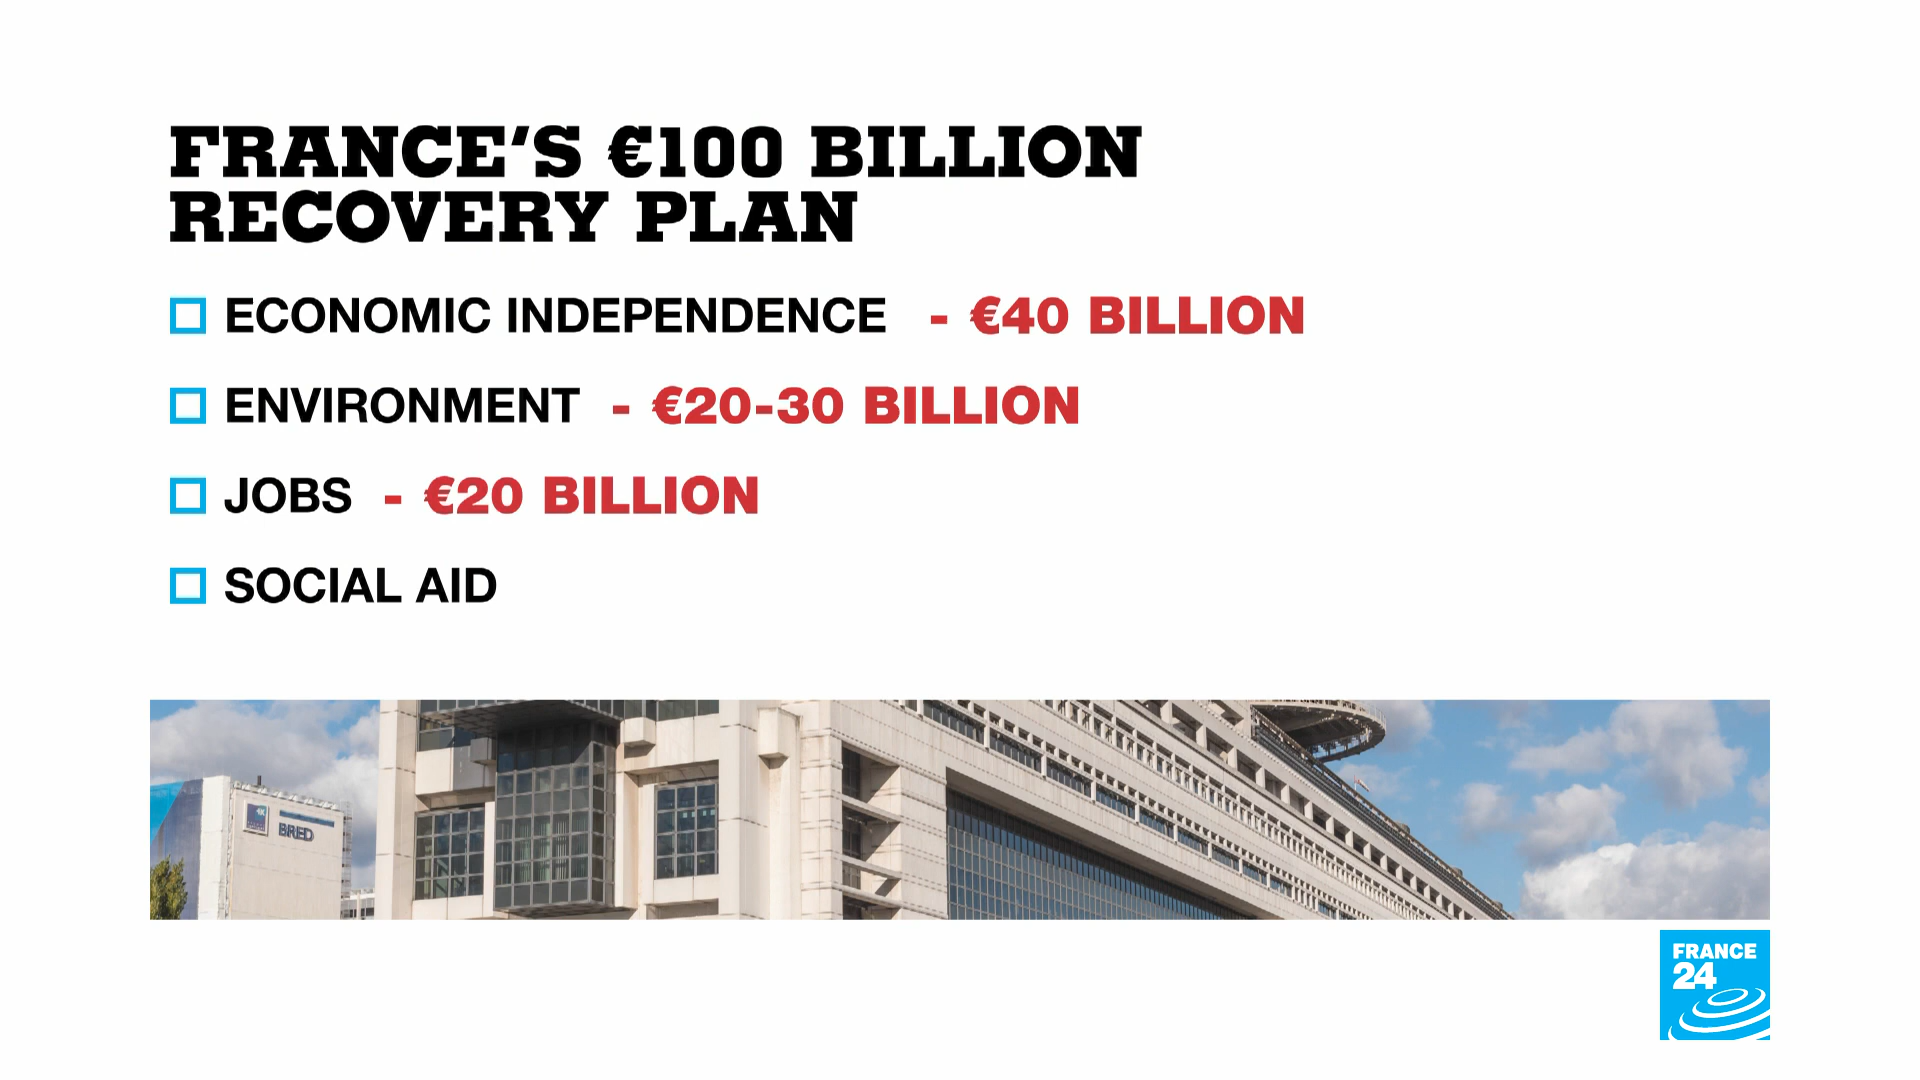 FRANCE'S €100 BILLION
RECOVERY PLAN
ECONOMIC INDEPENDENCE - €40 BILLION
ENVIRONMENT - €20-30 BILLION
JOBS - €20 BILLION
SOCIAL AID
BRED
FRANCE
24